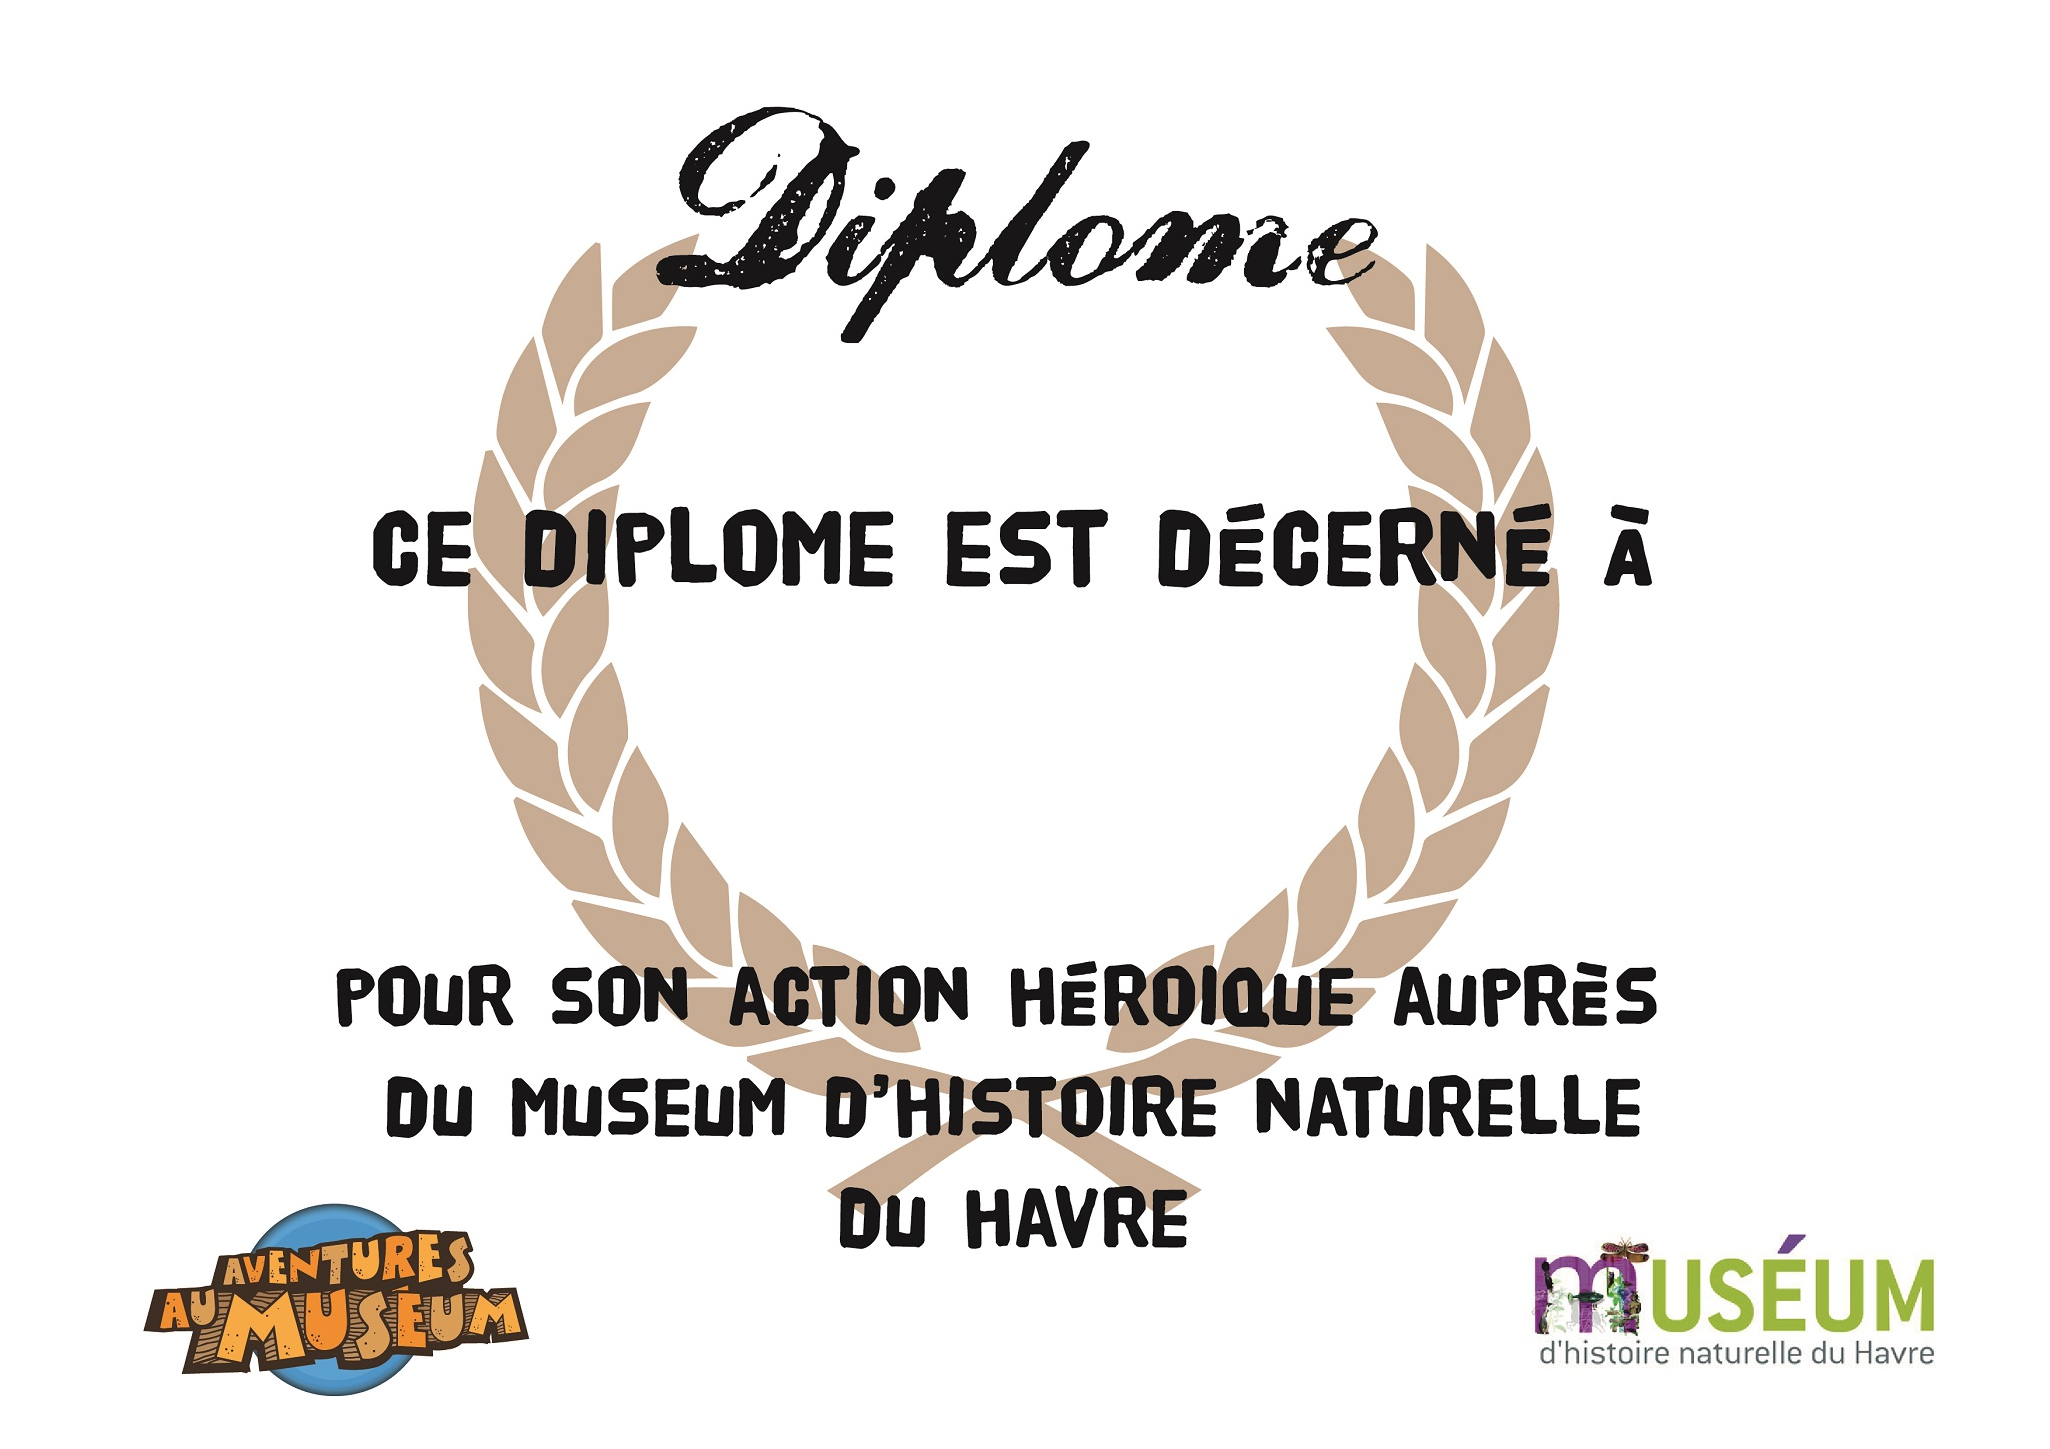 Diplome
CE DIPLOME EST DÉCERNÉ À
POUR SON ACTION HÉROIQUE AUPRÈS
DU MUSEUM D'HISTOIRE NATURELLE
DU HAVRE
AVENTURES
AU MUSÉUM
MUSÉUM
d'histoire naturelle du Havre